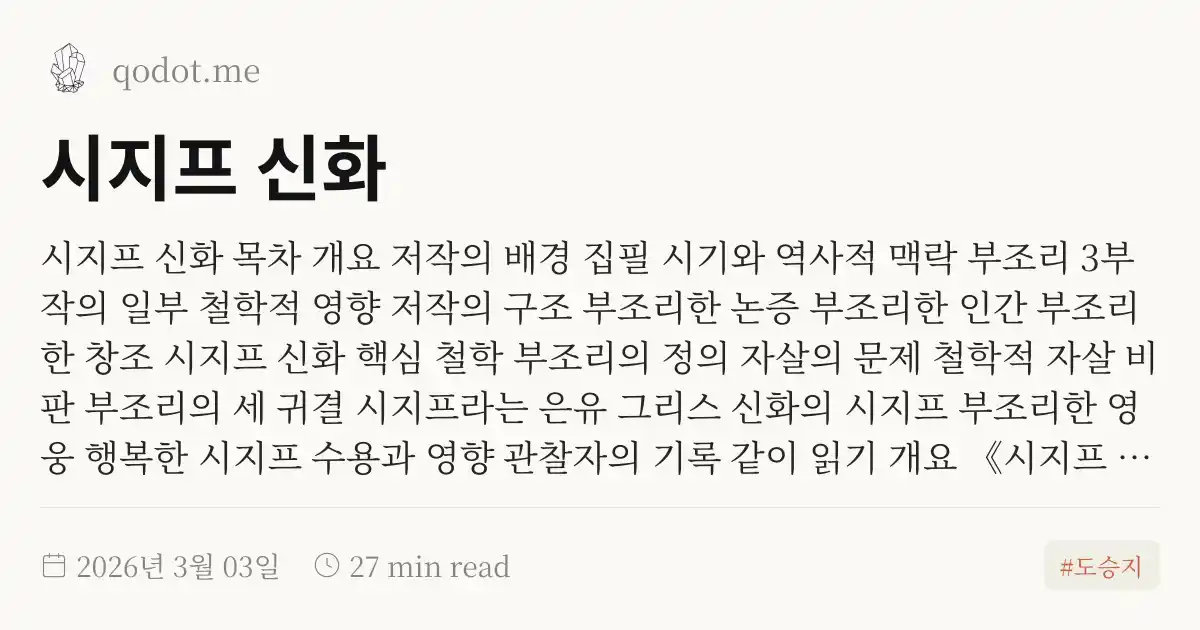 qodot.me
시지프 신화
시지프 신화 목차 개요 저작의 배경 집필 시기와 역사적 맥락 부조리 3부
작의 일부 철학적 영향 저작의 구조 부조리한 논증 부조리한 인간 부조리
한 창조 시지프 신화 핵심 철학 부조리의 정의 자살의 문제 철학적 자살 비
판 부조리의 세 귀결 시지프라는 은유 그리스 신화의 시지프 부조리한 영
웅 행복한 시지프 수용과 영향 관찰자의 기록 같이 읽기 개요 《시지프 …
2026년 3월 03일 27 min read #도승지